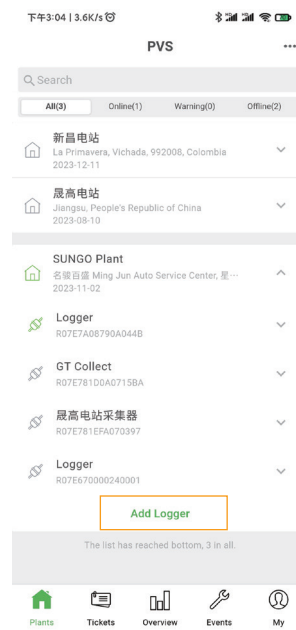 下午3:04 | 3.6K/s
PVS
Search
All(3)
Online(1)
Warning(0)
Offline(2)
新昌电站
La Primavera, Vichada, 992008, Colombia
2023-12-11
晟高电站
Jiangsu, People's Republic of China
2023-08-10
SUNGO Plant
名骏百盛 Ming Jun Auto Service Center, 星…
2023-11-02
Logger
R07E7A08790A044B
GT Collect
R07E781D0A0715BA
晟高电站采集器
R07E781EFA070397
Logger
R07E670000240001
Add Logger
The list has reached bottom, 3 in all.
Plants
Tickets
Overview
Events
My